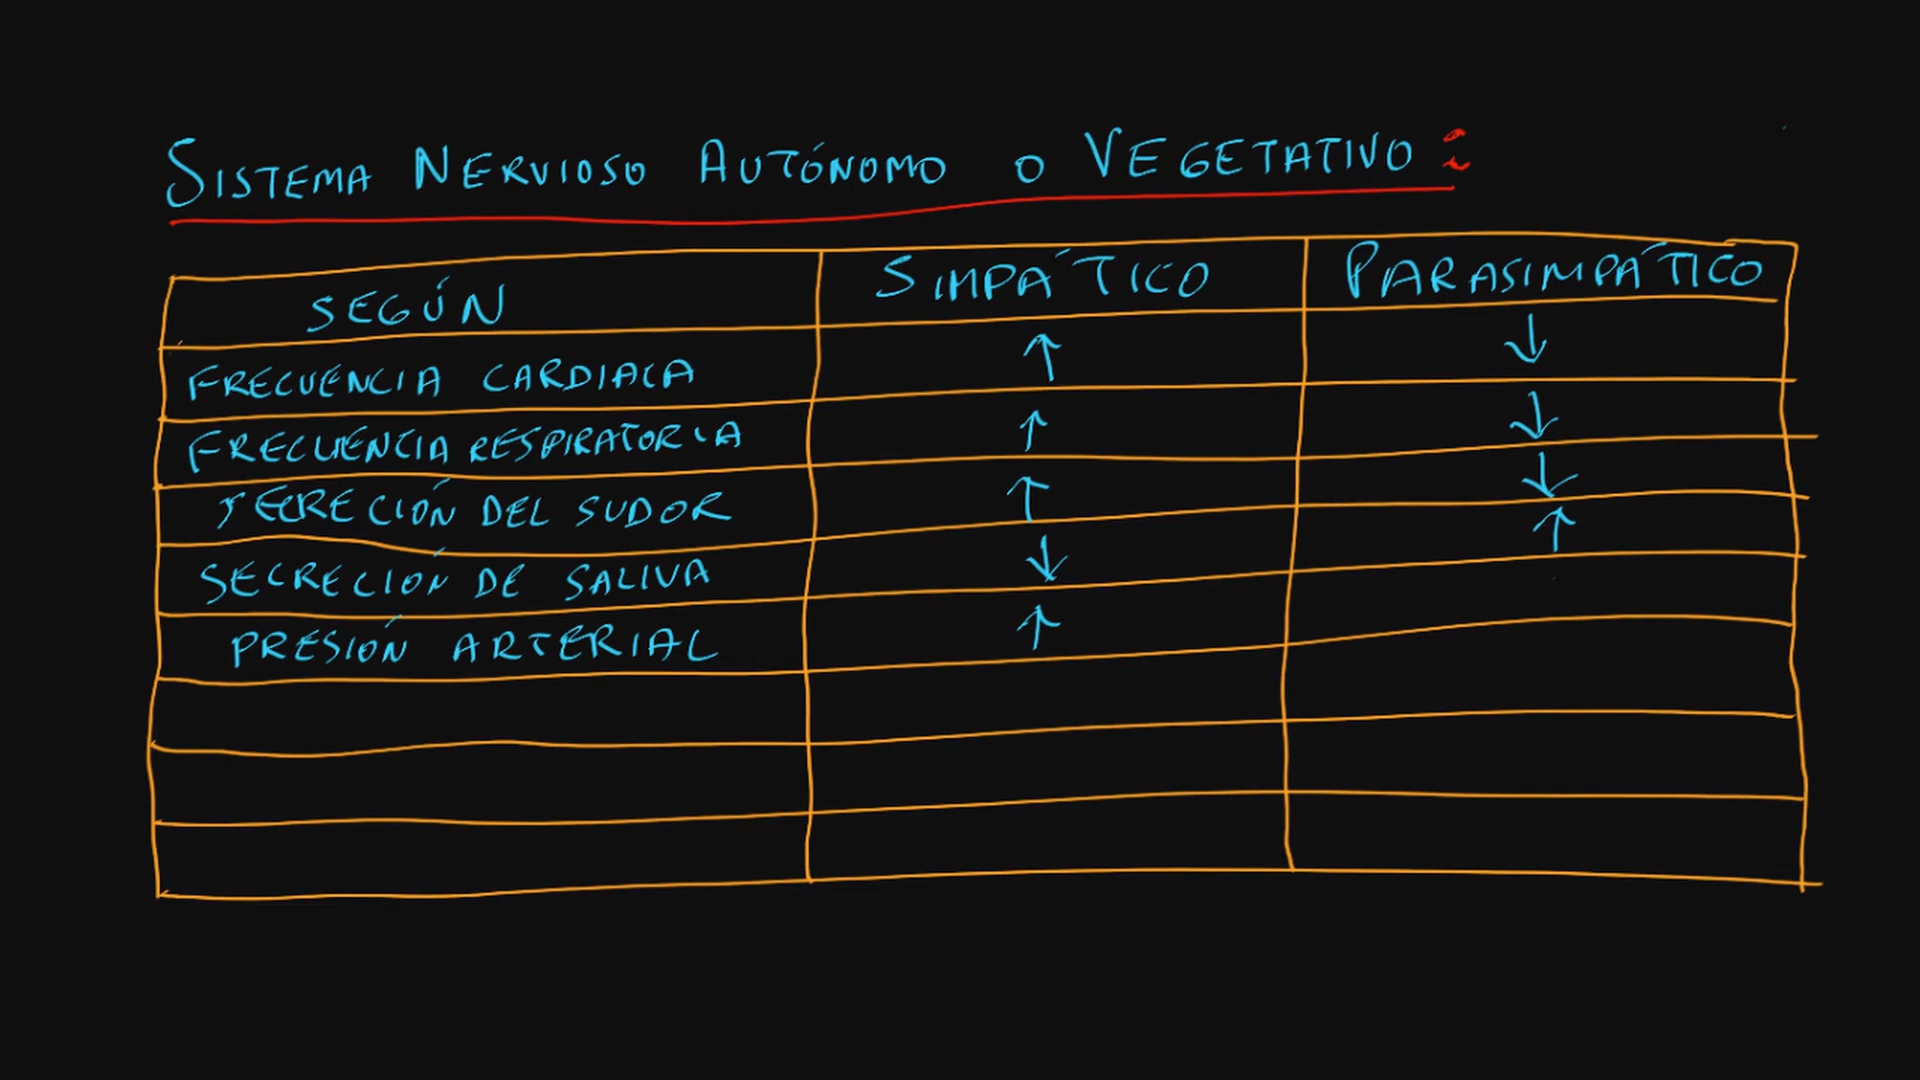 SISTEMA NERVIOSO AUTÓNOMO O VEGETATIVO:
SEGÚN SIMPÁTICO PARASIMPÁTICO
FRECUENCIA CARDIACA ↑ ↓
FRECUENCIA RESPIRATORIA ↑ ↓
SECRECIÓN DEL SUDOR ↑ ↓
SECRECIÓN DE SALIVA ↓ ↑
PRESIÓN ARTERIAL ↑